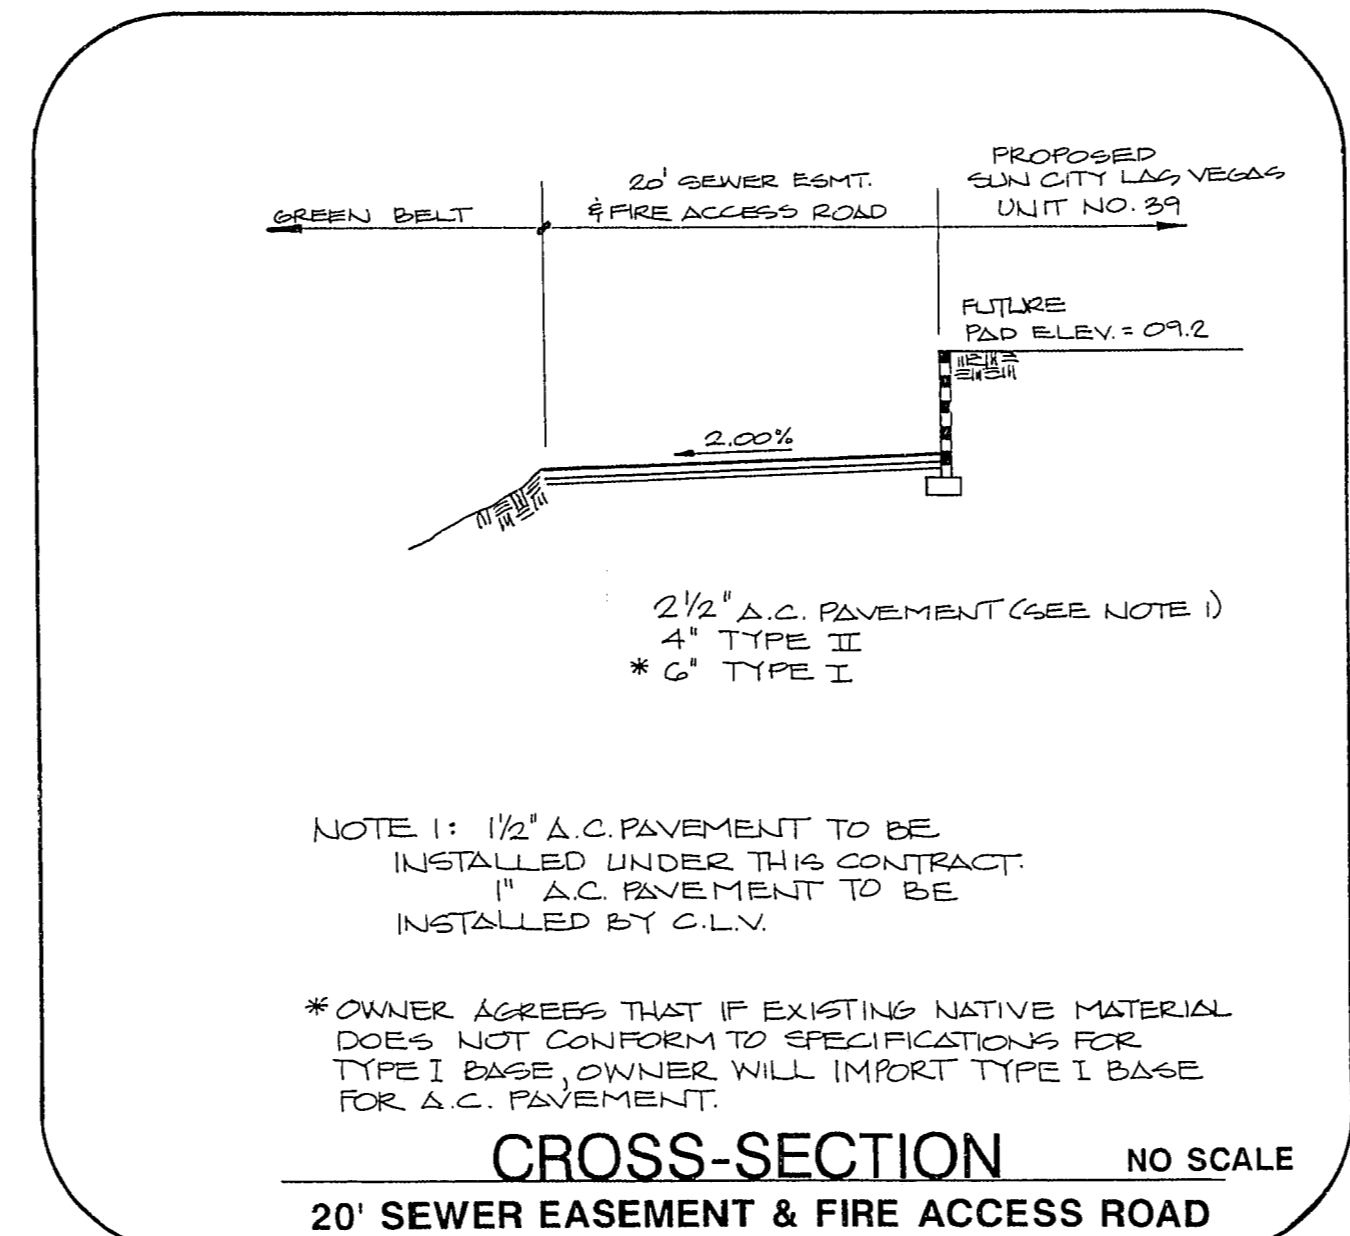 GREEN BELT
20' SEWER ESMT.
& FIRE ACCESS ROAD
PROPOSED
SUN CITY LAS VEGAS
UNIT NO. 39
FUTURE
PAD ELEV. = 09.2
2.00%
2 1/2" A.C. PAVEMENT (SEE NOTE 1)
4" TYPE II
* 6" TYPE I
NOTE 1: 1 1/2" A.C. PAVEMENT TO BE
INSTALLED UNDER THIS CONTRACT.
1" A.C. PAVEMENT TO BE
INSTALLED BY C.L.V.
* OWNER AGREES THAT IF EXISTING NATIVE MATERIAL
DOES NOT CONFORM TO SPECIFICATIONS FOR
TYPE I BASE, OWNER WILL IMPORT TYPE I BASE
FOR A.C. PAVEMENT.
CROSS-SECTION NO SCALE
20' SEWER EASEMENT & FIRE ACCESS ROAD